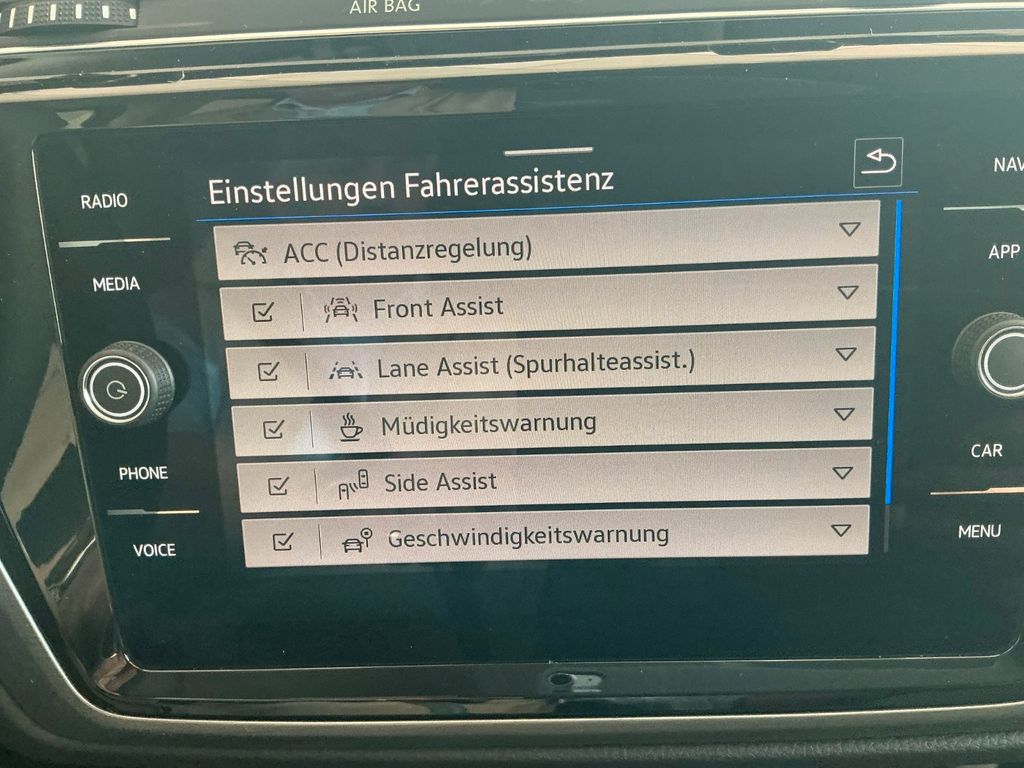 AIR BAG
RADIO
MEDIA
PHONE
VOICE
Einstellungen Fahrerassistenz
ACC (Distanzregelung)
Front Assist
Lane Assist (Spurhalteassist.)
Müdigkeitswarnung
Side Assist
Geschwindigkeitswarnung
NAV
APP
CAR
MENU